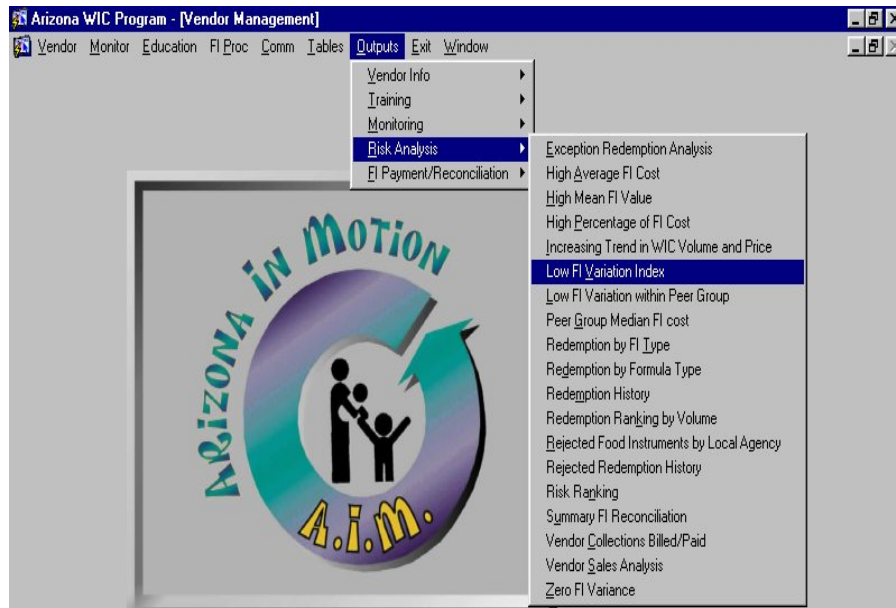 Arizona WIC Program - [Vendor Management]
Vendor Monitor Education FI Proc Comm Tables Outputs Exit Window
Vendor Info
Training
Monitoring
Risk Analysis
FI Payment/Reconciliation
Exception Redemption Analysis
High Average FI Cost
High Mean FI Value
High Percentage of FI Cost
Increasing Trend in WIC Volume and Price
Low FI Variation Index
Low FI Variation within Peer Group
Peer Group Median FI cost
Redemption by FI Type
Redemption by Formula Type
Redemption History
Redemption Ranking by Volume
Rejected Food Instruments by Local Agency
Rejected Redemption History
Risk Ranking
Summary FI Reconciliation
Vendor Collections Billed/Paid
Vendor Sales Analysis
Zero FI Variance
ARiZONA iN MOTiON
A.i.M.